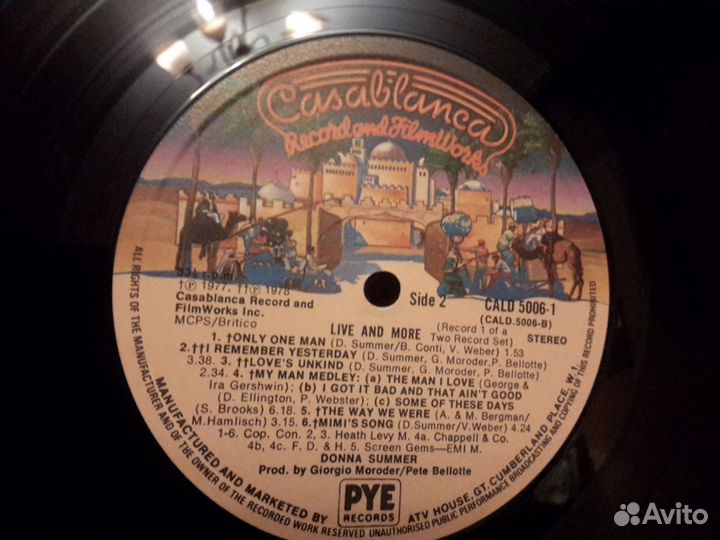 Casablanca
Record and FilmWorks
33⅓ r.p.m.
†Ⓟ 1977. ††Ⓟ 1978
Casablanca Record and
FilmWorks Inc.
MCPS/Britico
Side 2
CALD 5006-1
(CALD.5006-B)
LIVE AND MORE
(Record 1 of a
Two Record Set)
STEREO
1. †ONLY ONE MAN (D. Summer/B. Conti, V. Weber) 1.53
2.††I REMEMBER YESTERDAY (D. Summer, G. Moroder, P. Bellotte)
3.38. 3. ††LOVE'S UNKIND (D. Summer, G. Moroder, P. Bellotte)
2.34. 4. †MY MAN MEDLEY: (a) THE MAN I LOVE (George &
Ira Gershwin); (b) I GOT IT BAD AND THAT AIN'T GOOD
(D. Ellington, P. Webster); (c) SOME OF THESE DAYS
(S. Brooks) 6.18. 5. †THE WAY WE WERE (A. & M. Bergman/
M. Hamlisch) 3.15. 6.†MIMI'S SONG (D. Summer/V.Weber) 4.24
1-6. Cop. Con. 2, 3. Heath Levy M. 4a. Chappell & Co.
4b, 4c. F. D. & H. 5. Screen Gems—EMI M.
DONNA SUMMER
Prod. by Giorgio Moroder/Pete Bellotte
PYE
RECORDS
MANUFACTURED AND MARKETED BY
ATV HOUSE, GT. CUMBERLAND PLACE, W.1.
ALL RIGHTS OF THE MANUFACTURER AND OF THE OWNER OF THE RECORDED WORK RESERVED UNAUTHORISED PUBLIC PERFORMANCE BROADCASTING AND COPYING OF THIS RECORD PROHIBITED
Avito